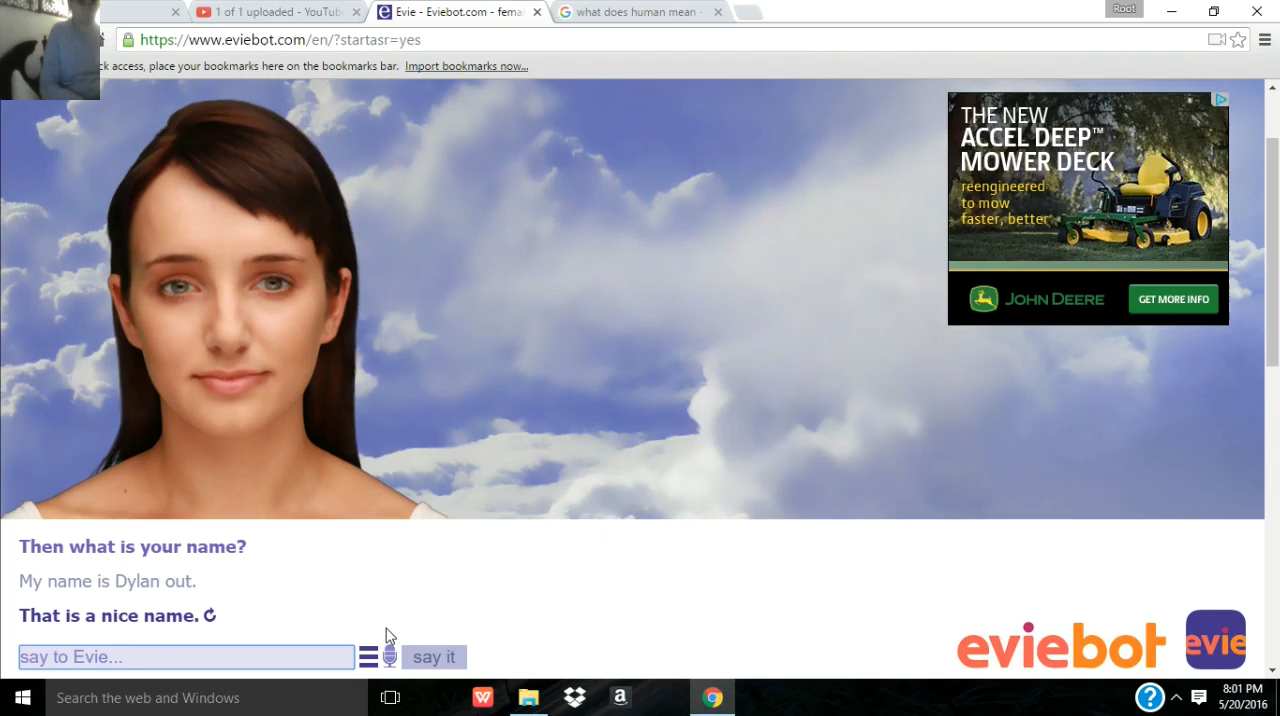 1 of 1 uploaded - YouTub
Evie - Eviebot.com - fema
what does human mean -
Root
https://www.eviebot.com/en/?startasr=yes
ck access, place your bookmarks here on the bookmarks bar. Import bookmarks now...
THE NEW
ACCEL DEEP™
MOWER DECK
reengineered
to mow
faster, better
JOHN DEERE
GET MORE INFO
Then what is your name?
My name is Dylan out.
That is a nice name.
say to Evie...
say it
eviebot
evie
Search the web and Windows
8:01 PM
5/20/2016